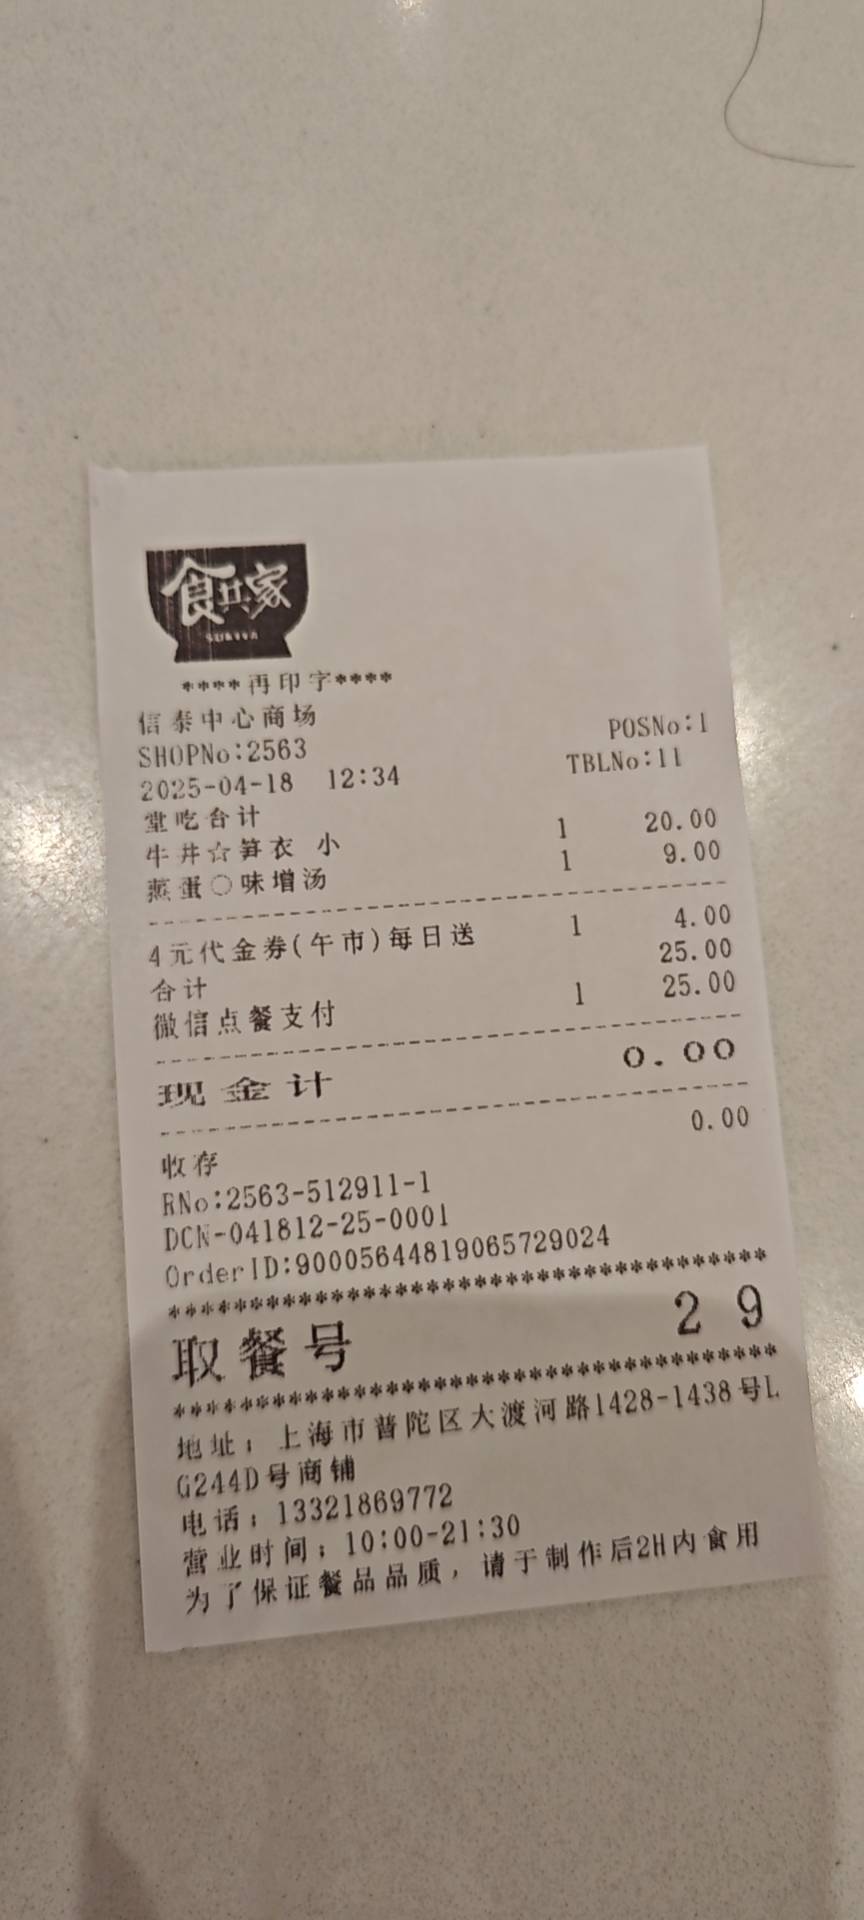 食其家
****再印字****
信泰中心商场
SHOPNo:2563 POSNo:1
2025-04-18 12:34 TBLNo:11
堂吃合计
牛丼☆笋衣 小 1 20.00
蒸蛋○味增汤 1 9.00
4元代金券(午市)每日送 1 4.00
合计 25.00
微信点餐支付 1 25.00
现金计 0.00
收存 0.00
RNo:2563-512911-1
DCN-041812-25-0001
OrderID:90005644819065729024
************************************
取餐号 29
************************************
地址：上海市普陀区大渡河路1428-1438号L
G244D号商铺
电话：13321869772
营业时间：10:00-21:30
为了保证餐品品质，请于制作后2H内食用